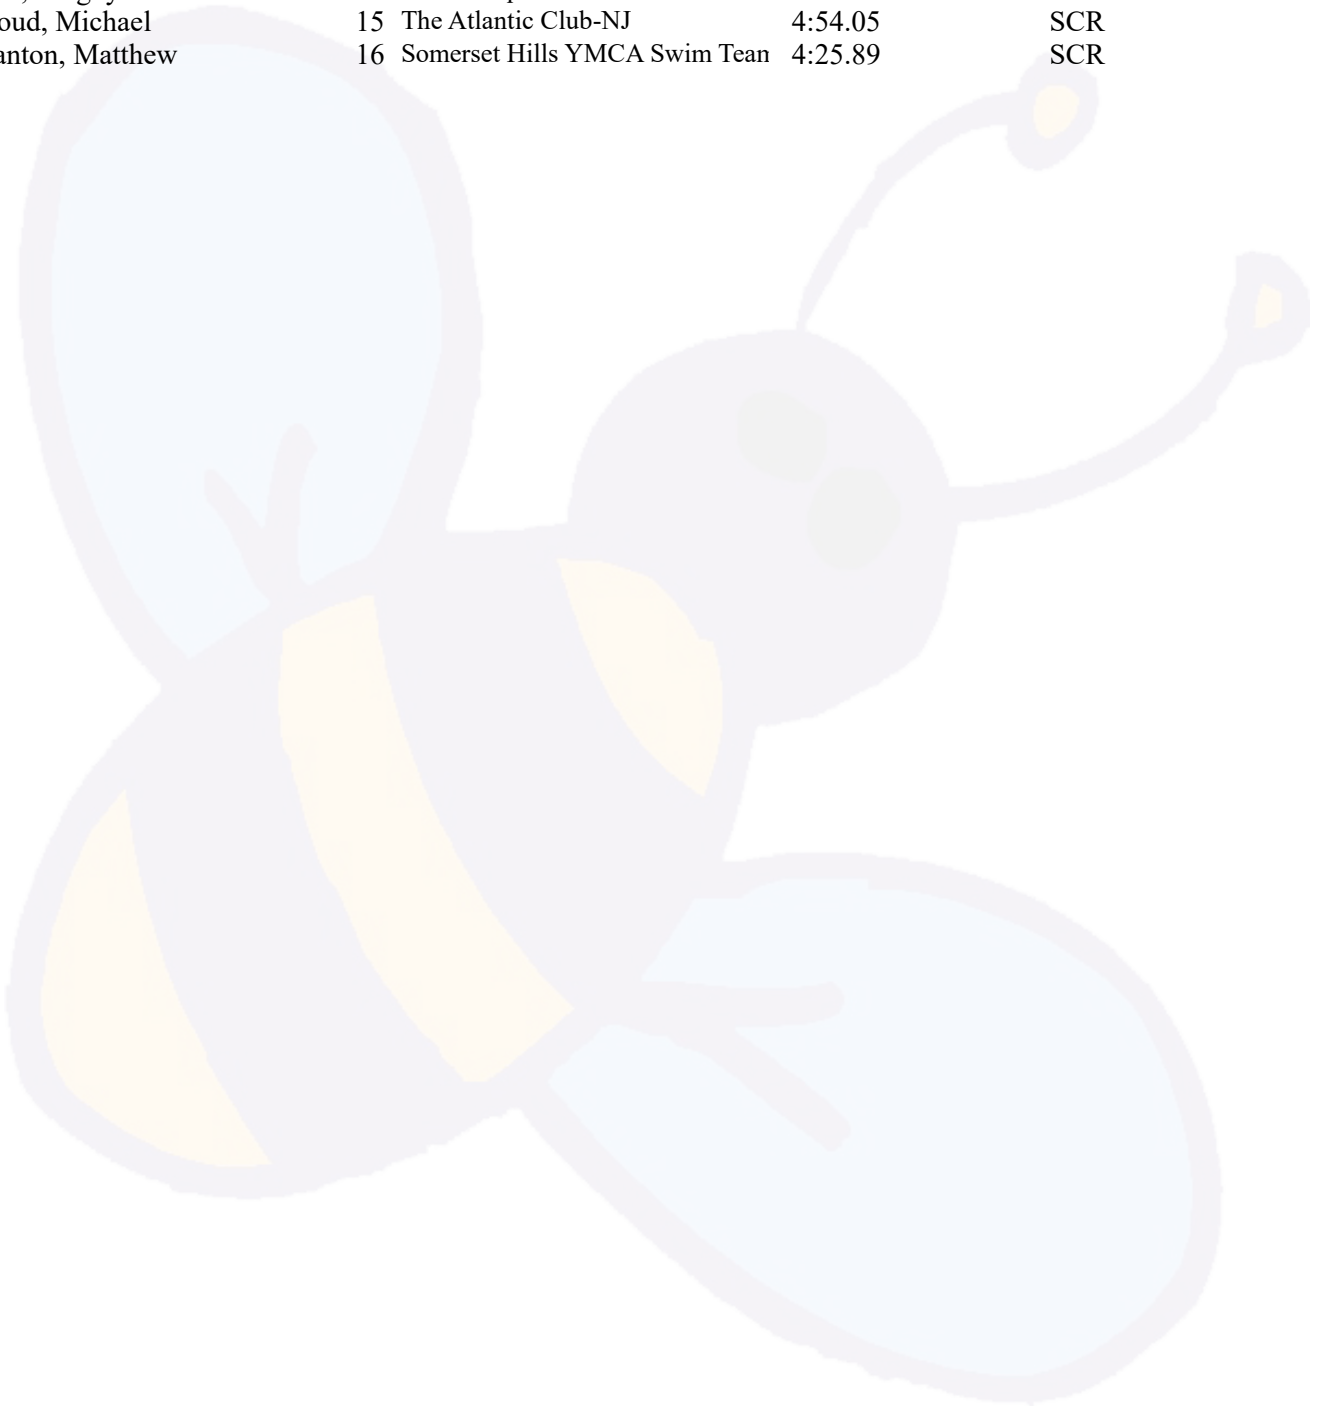 oud, Michael 15 The Atlantic Club-NJ 4:54.05 SCR
anton, Matthew 16 Somerset Hills YMCA Swim Tean 4:25.89 SCR